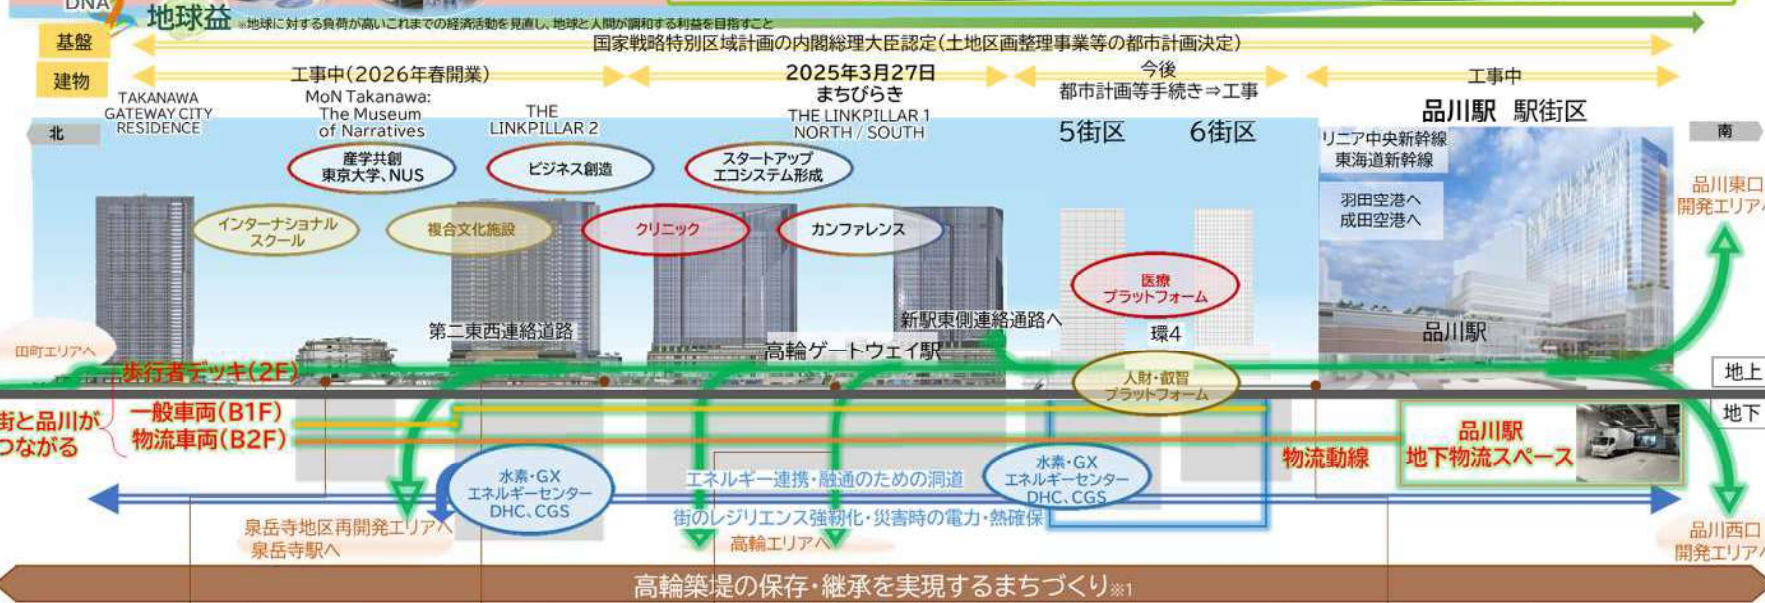 DNA
地球益 ※地球に対する負荷が高いこれまでの経済活動を見直し、地球と人間が調和する利益を目指すこと
基盤
国家戦略特別区域計画の内閣総理大臣認定(土地区画整理事業等の都市計画決定)
建物
工事中(2026年春開業)
2025年3月27日
まちびらき
今後
都市計画等手続き⇒工事
工事中
TAKANAWA
GATEWAY CITY
RESIDENCE
MoN Takanawa:
The Museum
of Narratives
THE
LINKPILLAR 2
THE LINKPILLAR 1
NORTH / SOUTH
5街区
6街区
品川駅 駅街区
北
南
リニア中央新幹線
東海道新幹線
羽田空港へ
成田空港へ
品川東口
開発エリアへ
産学共創
東京大学、NUS
ビジネス創造
スタートアップ
エコシステム形成
インターナショナル
スクール
複合文化施設
クリニック
カンファレンス
医療
プラットフォーム
第二東西連絡道路
新駅東側連絡通路へ
環4
品川駅
田町エリアへ
高輪ゲートウェイ駅
歩行者デッキ(2F)
人財・叡智
プラットフォーム
地上
地下
街と品川が
つながる
一般車両(B1F)
物流車両(B2F)
物流動線
品川駅
地下物流スペース
水素・GX
エネルギーセンター
DHC、CGS
エネルギー連携・融通のための洞道
水素・GX
エネルギーセンター
DHC、CGS
街のレジリエンス強靭化・災害時の電力・熱確保
泉岳寺地区再開発エリアへ
泉岳寺駅へ
高輪エリアへ
品川西口
開発エリアへ
高輪築堤の保存・継承を実現するまちづくり※1